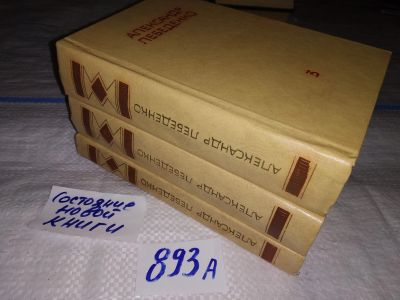 АЛЕКСАНДР
ЛЕБЕДЕНКО
3
АЛЕКСАНДР ЛЕБЕДЕНКО
АЛЕКСАНДР ЛЕБЕДЕНКО
АЛЕКСАНДР ЛЕБЕДЕНКО
Состояние
новой
книги
893А